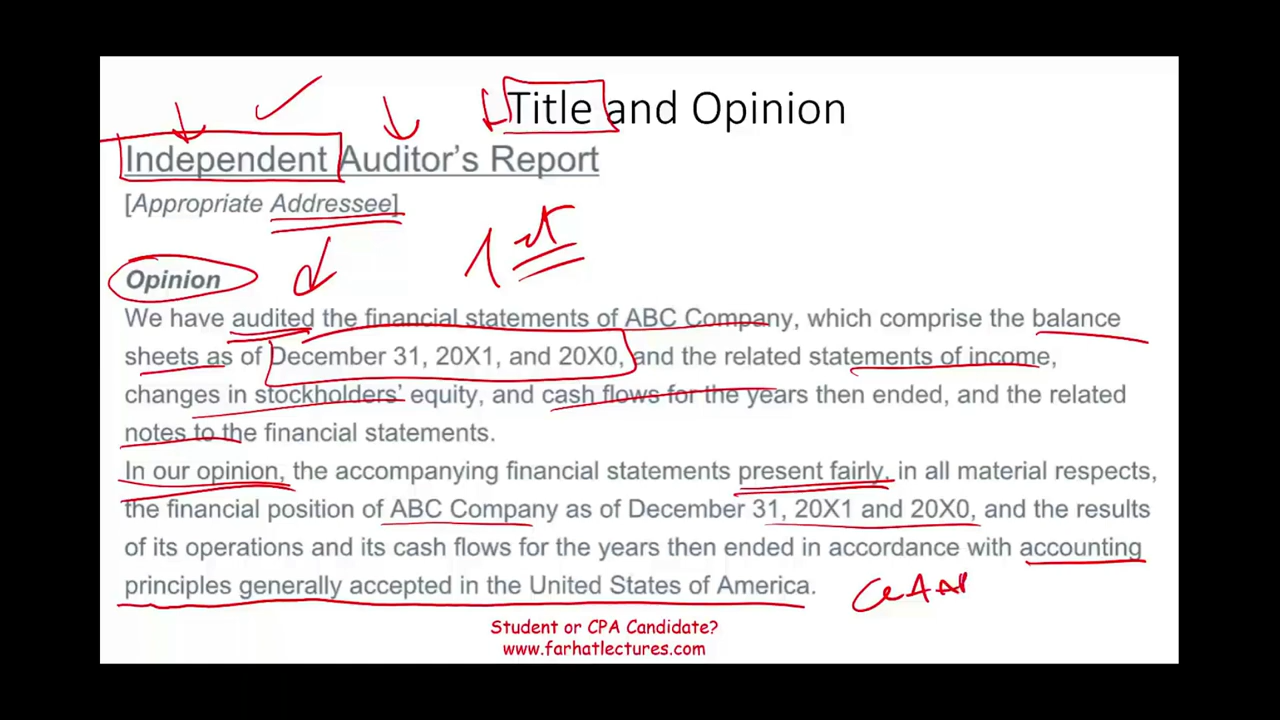 Title and Opinion
Independent Auditor's Report
[Appropriate Addressee]
1st
Opinion
We have audited the financial statements of ABC Company, which comprise the balance
sheets as of December 31, 20X1, and 20X0, and the related statements of income,
changes in stockholders' equity, and cash flows for the years then ended, and the related
notes to the financial statements.
In our opinion, the accompanying financial statements present fairly, in all material respects,
the financial position of ABC Company as of December 31, 20X1 and 20X0, and the results
of its operations and its cash flows for the years then ended in accordance with accounting
principles generally accepted in the United States of America.
GAAP
Student or CPA Candidate?
www.farhatlectures.com